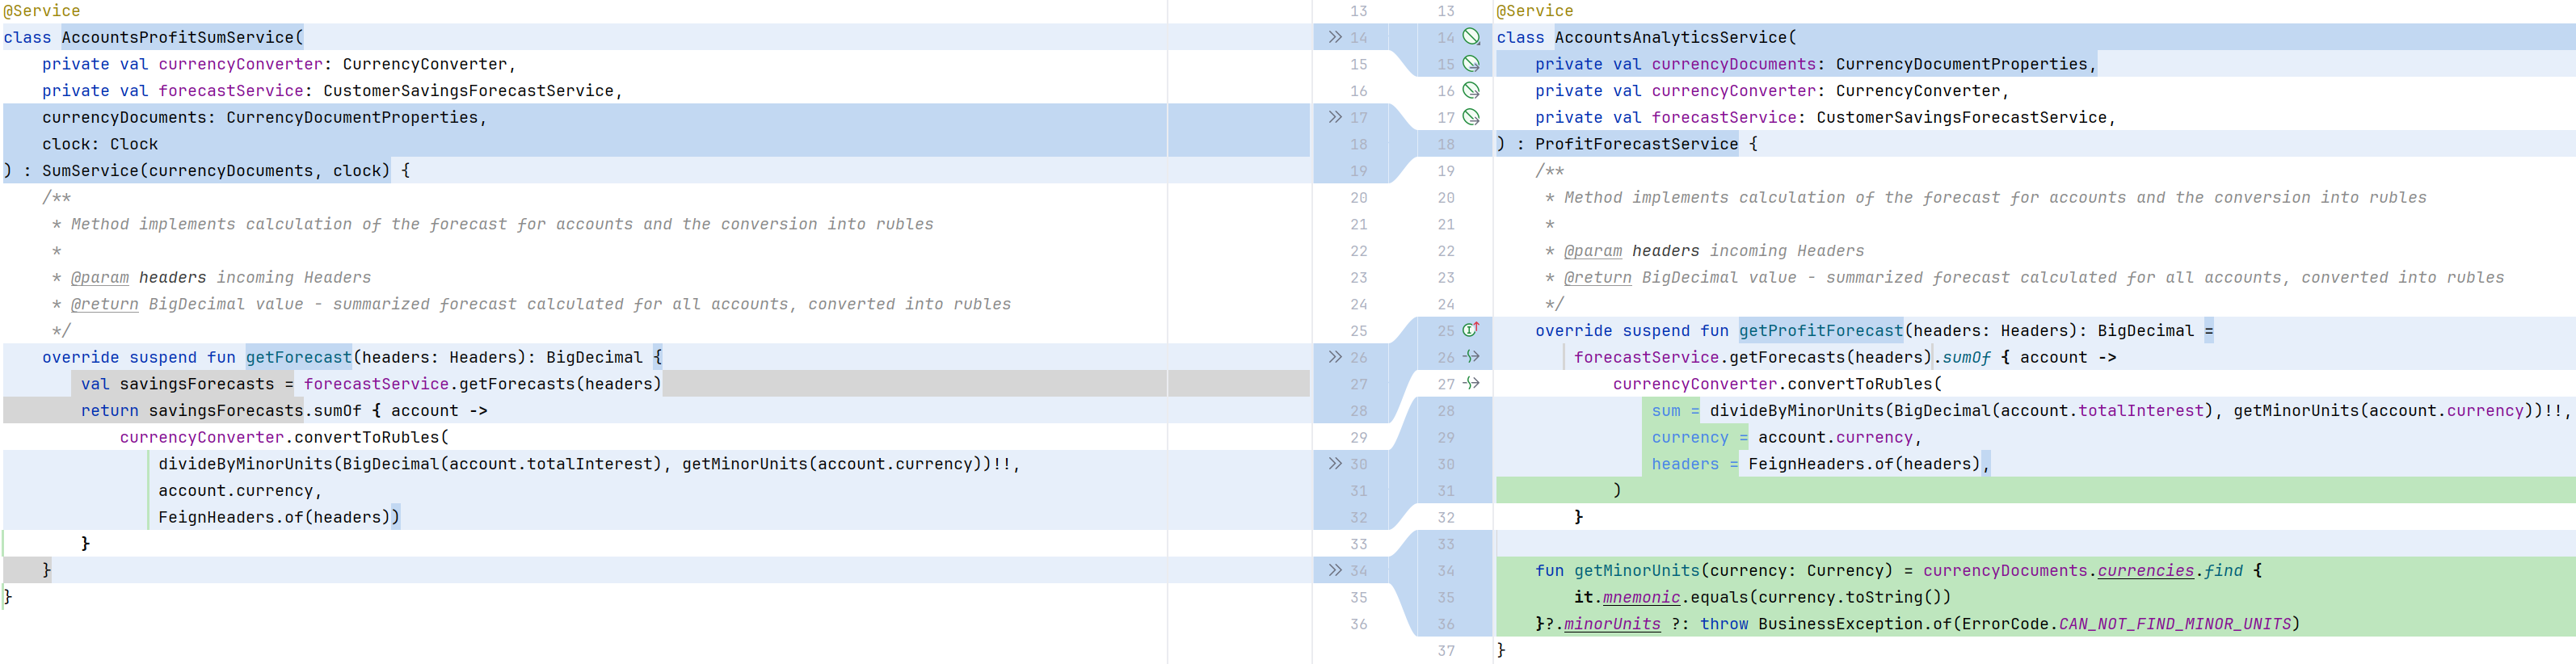 @Service
class AccountsProfitSumService(
    private val currencyConverter: CurrencyConverter,
    private val forecastService: CustomerSavingsForecastService,
    currencyDocuments: CurrencyDocumentProperties,
    clock: Clock
) : SumService(currencyDocuments, clock) {
    /**
     * Method implements calculation of the forecast for accounts and the conversion into rubles
     *
     * @param headers incoming Headers
     * @return BigDecimal value - summarized forecast calculated for all accounts, converted into rubles
     */
    override suspend fun getForecast(headers: Headers): BigDecimal {
        val savingsForecasts = forecastService.getForecasts(headers)
        return savingsForecasts.sumOf { account ->
            currencyConverter.convertToRubles(
                divideByMinorUnits(BigDecimal(account.totalInterest), getMinorUnits(account.currency))!!,
                account.currency,
                FeignHeaders.of(headers))
        }
    }
}
13 13
>> 14 14
15 15
16 16
>> 17 17
18 18
19 19
20 20
21 21
22 22
23 23
24 24
25 25
>> 26 26
27 27
28 28
29 29
>> 30 30
31 31
32 32
33 33
>> 34 34
35 35
36 36
37
@Service
class AccountsAnalyticsService(
    private val currencyDocuments: CurrencyDocumentProperties,
    private val currencyConverter: CurrencyConverter,
    private val forecastService: CustomerSavingsForecastService,
) : ProfitForecastService {
    /**
     * Method implements calculation of the forecast for accounts and the conversion into rubles
     *
     * @param headers incoming Headers
     * @return BigDecimal value - summarized forecast calculated for all accounts, converted into rubles
     */
    override suspend fun getProfitForecast(headers: Headers): BigDecimal =
        forecastService.getForecasts(headers).sumOf { account ->
            currencyConverter.convertToRubles(
                sum = divideByMinorUnits(BigDecimal(account.totalInterest), getMinorUnits(account.currency))!!,
                currency = account.currency,
                headers = FeignHeaders.of(headers),
            )
        }

    fun getMinorUnits(currency: Currency) = currencyDocuments.currencies.find {
        it.mnemonic.equals(currency.toString())
    }?.minorUnits ?: throw BusinessException.of(ErrorCode.CAN_NOT_FIND_MINOR_UNITS)
}